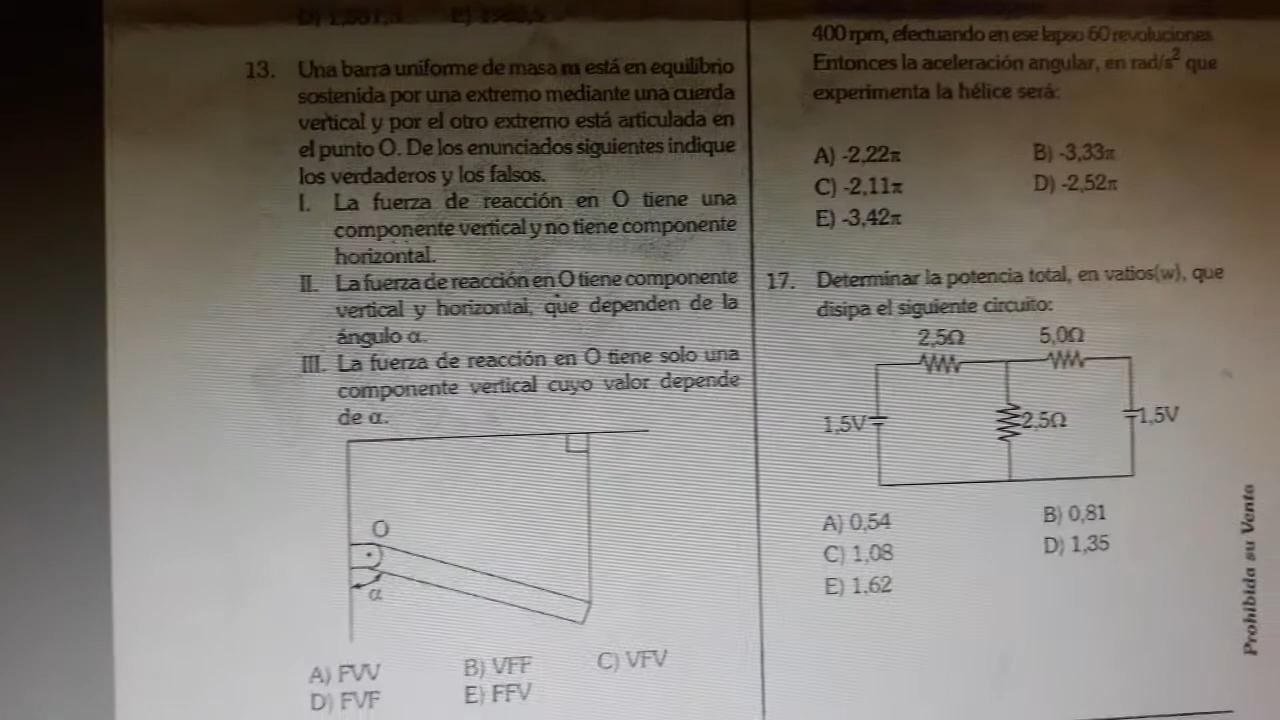 13. Una barra uniforme de masa m está en equilibrio
sostenida por una extremo mediante una cuerda
vertical y por el otro extremo está articulada en
el punto O. De los enunciados siguientes indique
los verdaderos y los falsos.
I. La fuerza de reacción en O tiene una
componente vertical y no tiene componente
horizontal.
II. La fuerza de reacción en O tiene componente
vertical y horizontal, que dependen de la
ángulo α.
III. La fuerza de reacción en O tiene solo una
componente vertical cuyo valor depende
de α.
O
α
A) FVV B) VFF C) VFV
D) FVF E) FFV
400 rpm, efectuando en ese lapso 60 revoluciones
Entonces la aceleración angular, en rad/s² que
experimenta la hélice será:
A) -2,22π B) -3,33π
C) -2,11π D) -2,52π
E) -3,42π
17. Determinar la potencia total, en vatios(w), que
disipa el siguiente circuito:
2,5Ω 5,0Ω
1,5V 2,5Ω 1,5V
A) 0,54 B) 0,81
C) 1,08 D) 1,35
E) 1,62
Prohibida su Venta